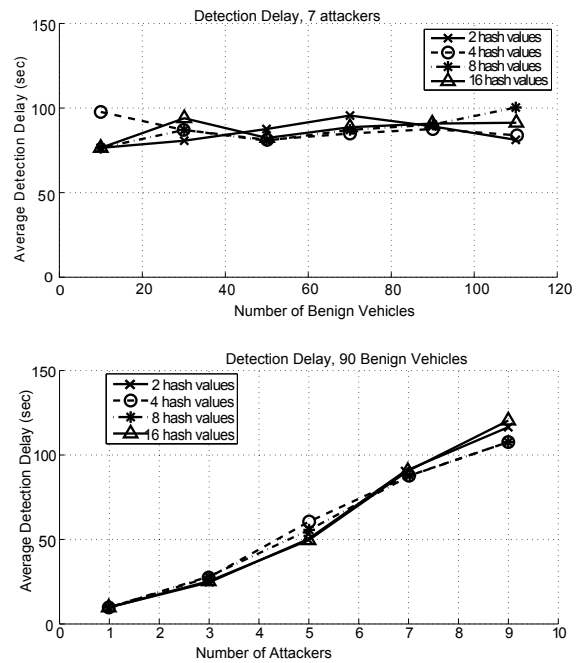 Detection Delay, 7 attackers
2 hash values
4 hash values
8 hash values
16 hash values
150
100
50
0
Average Detection Delay (sec)
0 20 40 60 80 100 120
Number of Benign Vehicles
Detection Delay, 90 Benign Vehicles
2 hash values
4 hash values
8 hash values
16 hash values
150
100
50
0
Average Detection Delay (sec)
0 1 2 3 4 5 6 7 8 9 10
Number of Attackers